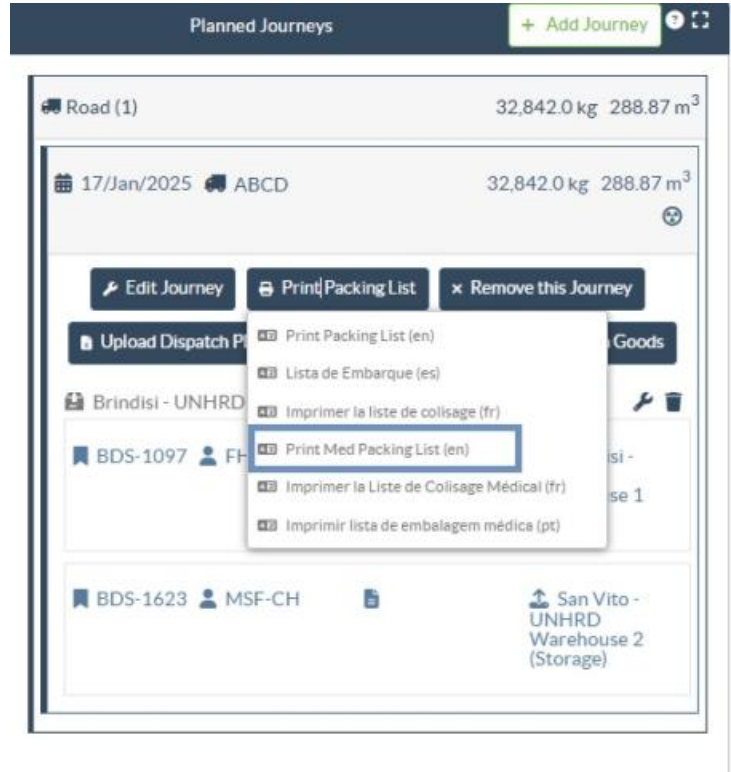 Planned Journeys + Add Journey
Road (1) 32,842.0 kg 288.87 m³
17/Jan/2025 ABCD 32,842.0 kg 288.87 m³
Edit Journey Print Packing List × Remove this Journey
Upload Dispatch Goods
Print Packing List (en)
Lista de Embarque (es)
Imprimer la liste de colisage (fr)
Print Med Packing List (en)
Imprimer la Liste de Colisage Médical (fr)
Imprimir lista de embalagem médica (pt)
Brindisi - UNHRD
BDS-1097 FH
se 1
BDS-1623 MSF-CH San Vito -
UNHRD
Warehouse 2
(Storage)